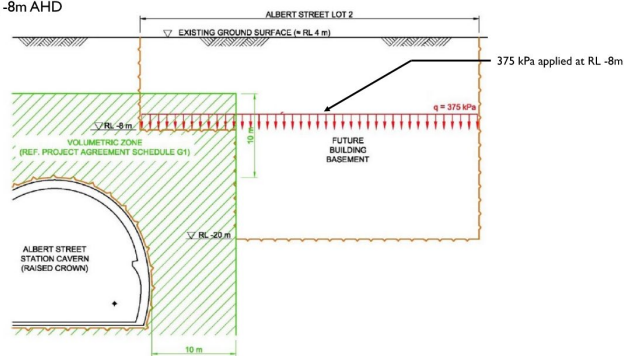 -8m AHD
ALBERT STREET LOT 2
EXISTING GROUND SURFACE (≈ RL 4 m)
375 kPa applied at RL -8m
q = 375 kPa
RL -8 m
10 m
VOLUMETRIC ZONE
(REF. PROJECT AGREEMENT SCHEDULE G1)
FUTURE
BUILDING
BASEMENT
RL -20 m
ALBERT STREET
STATION CAVERN
(RAISED CROWN)
10 m